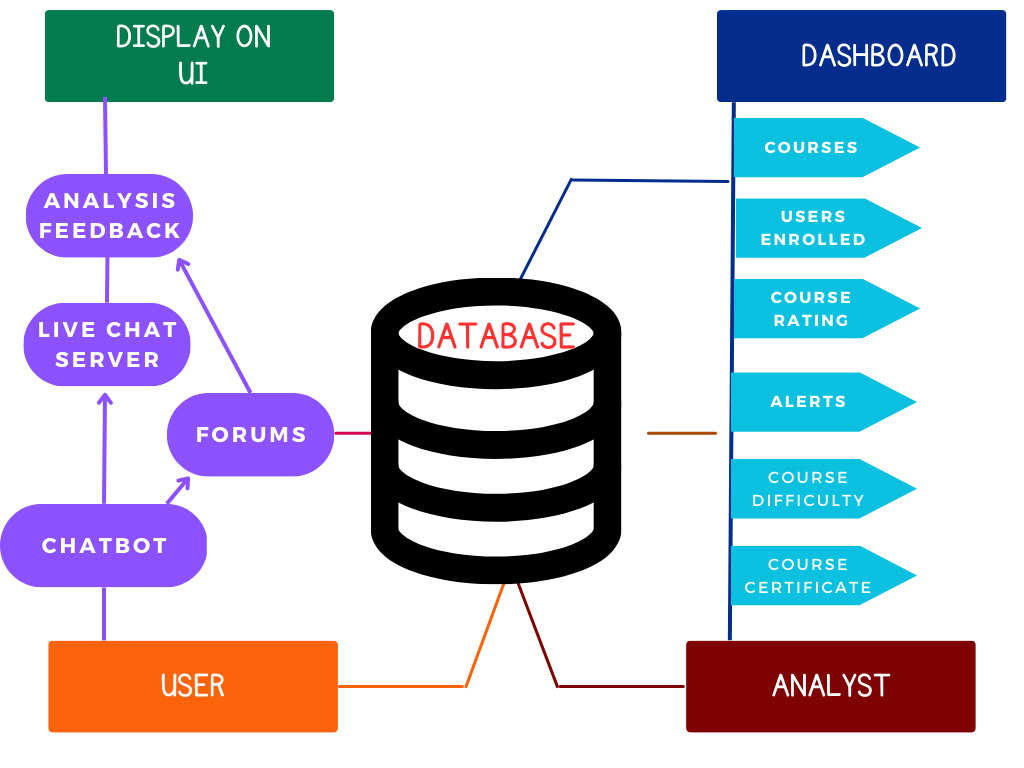 DISPLAY ON
UI
DASHBOARD
COURSES
ANALYSIS
FEEDBACK
USERS
ENROLLED
COURSE
RATING
LIVE CHAT
SERVER
DATABASE
ALERTS
FORUMS
COURSE
DIFFICULTY
CHATBOT
COURSE
CERTIFICATE
USER
ANALYST